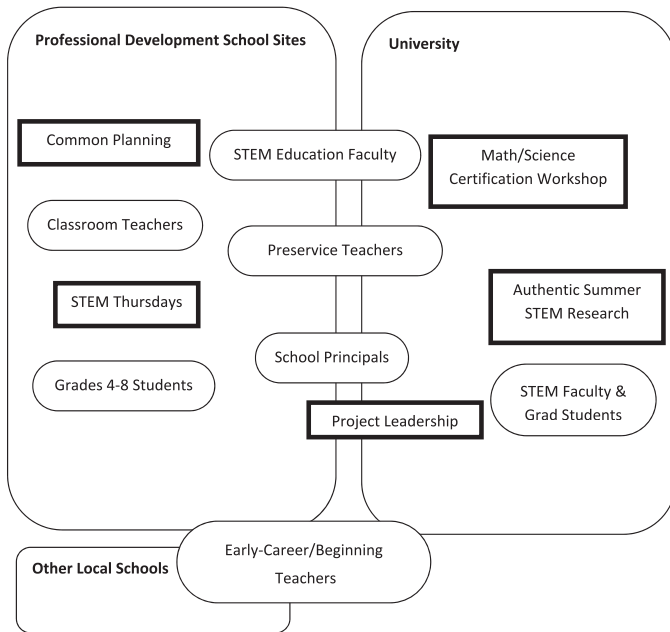 Professional Development School Sites
University
Common Planning
STEM Education Faculty
Math/Science
Certification Workshop
Classroom Teachers
Preservice Teachers
STEM Thursdays
Authentic Summer
STEM Research
School Principals
Grades 4-8 Students
STEM Faculty &
Grad Students
Project Leadership
Early-Career/Beginning
Teachers
Other Local Schools